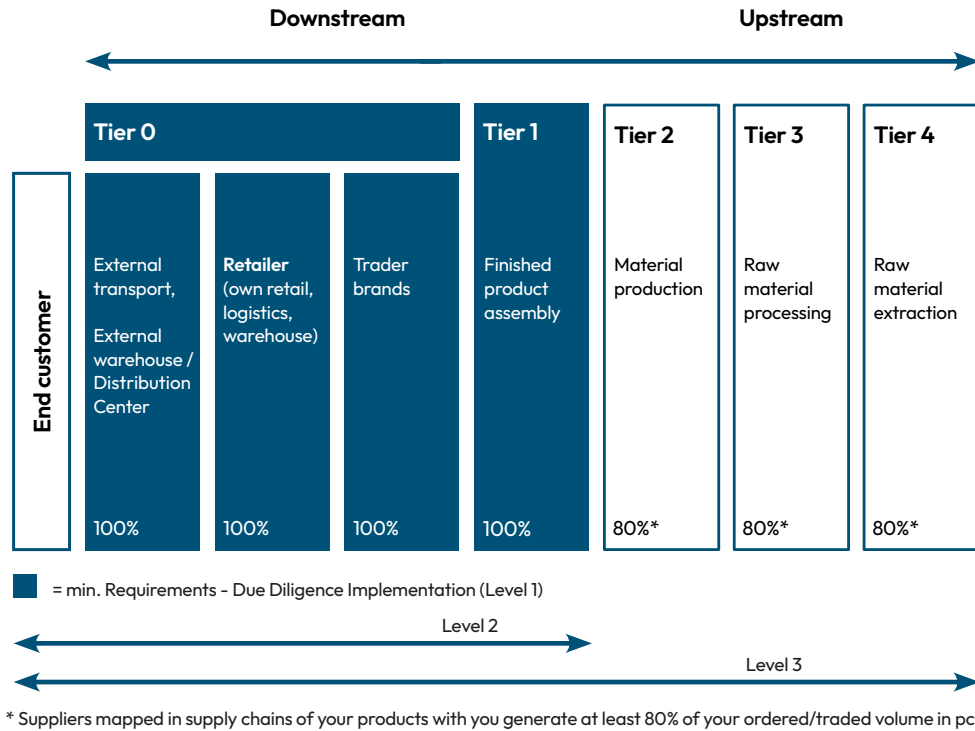 Downstream
Upstream
Tier 0
Tier 1
Tier 2
Tier 3
Tier 4
End customer
External
transport,
External
warehouse /
Distribution
Center
100%
Retailer
(own retail,
logistics,
warehouse)
100%
Trader
brands
100%
Finished
product
assembly
100%
Material
production
80%*
Raw
material
processing
80%*
Raw
material
extraction
80%*
= min. Requirements - Due Diligence Implementation (Level 1)
Level 2
Level 3
* Suppliers mapped in supply chains of your products with you generate at least 80% of your ordered/traded volume in pc